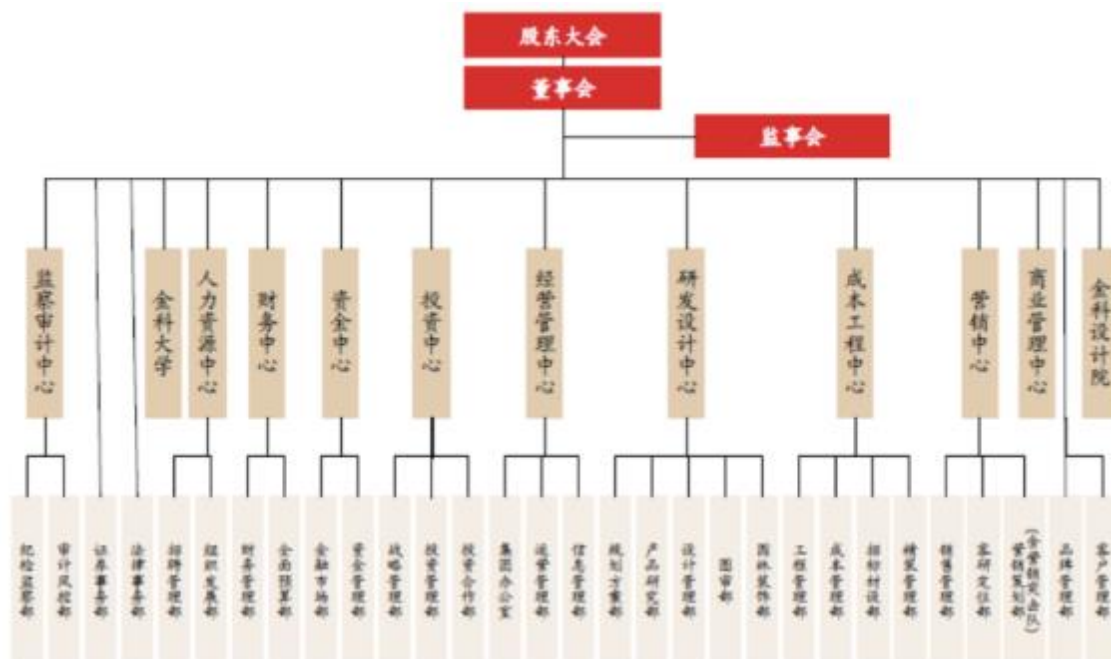 股东大会
董事会
监事会
监察审计中心
金科大学
人力资源中心
财务中心
资金中心
投资中心
经营管理中心
研发设计中心
成本工程中心
营销中心
商业管理中心
金科设计院
纪检监察部
审计风控部
证券事务部
法律事务部
招聘管理部
组织发展部
财务管理部
全面预算部
金融市场部
资金管理部
战略管理部
投资管理部
投资合作部
集团办公室
运营管理部
信息管理部
规划方案部
产品研究部
设计管理部
图审部
园林装饰部
工程管理部
成本管理部
招标材设部
精装管理部
销售管理部
客研定位部
营销策划部
(含营销突击队)
品牌管理部
客户管理部